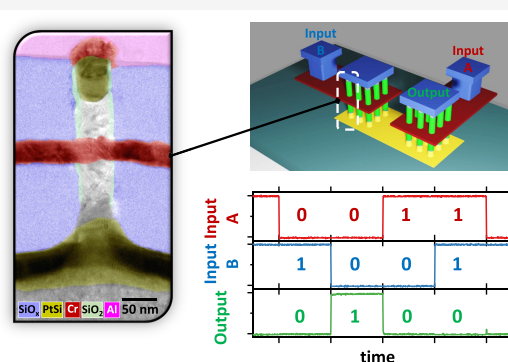 Input
B
Input
A
Output
SiOx PtSi Cr SiO2 Al 50 nm
Input
A
0 0 1 1
Input
B
1 0 0 1
Output
0 1 0 0
time